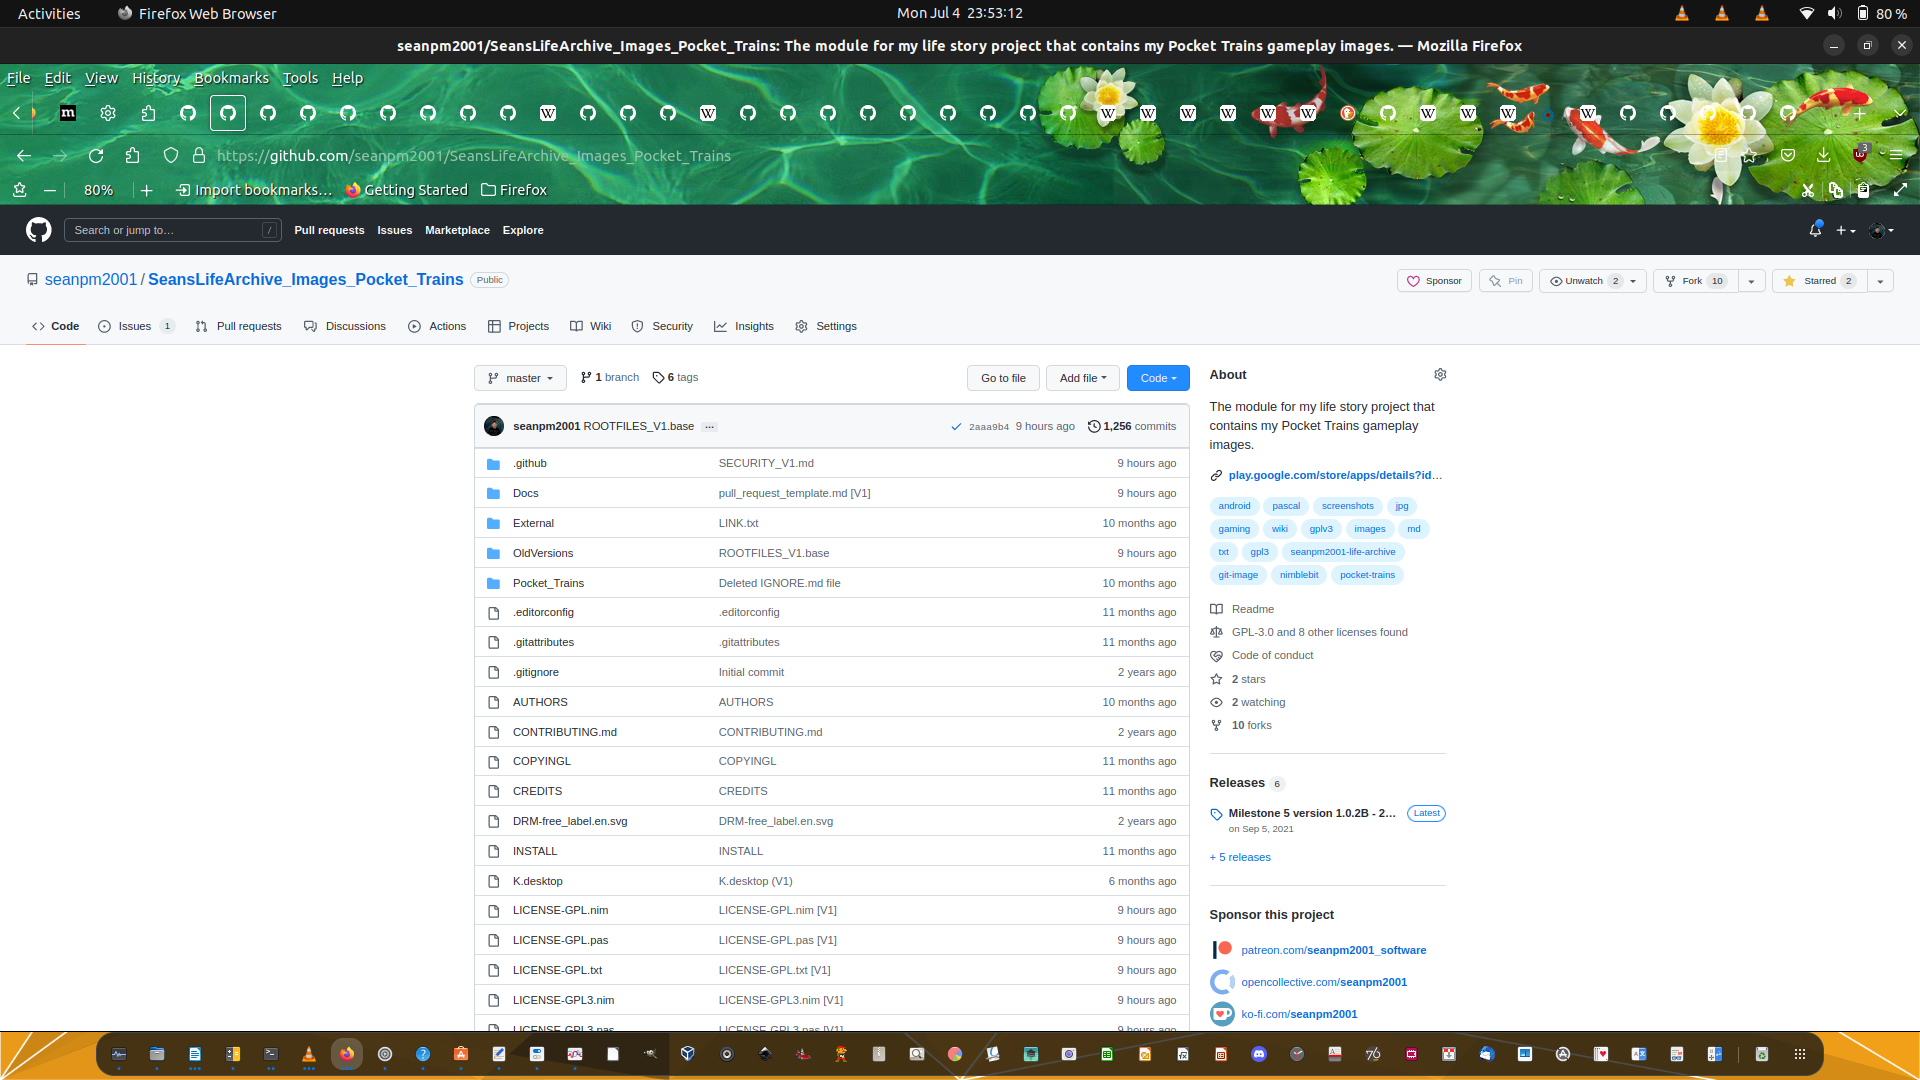 Activities Firefox Web Browser Mon Jul 4 23:53:12 80 %
seanpm2001/SeansLifeArchive_Images_Pocket_Trains: The module for my life story project that contains my Pocket Trains gameplay images. — Mozilla Firefox
File Edit View History Bookmarks Tools Help
https://github.com/seanpm2001/SeansLifeArchive_Images_Pocket_Trains 3
80% Import bookmarks… Getting Started Firefox
Search or jump to… / Pull requests Issues Marketplace Explore
seanpm2001 / SeansLifeArchive_Images_Pocket_Trains Public Sponsor Pin Unwatch 2 Fork 10 Starred 2
Code Issues 1 Pull requests Discussions Actions Projects Wiki Security Insights Settings
master 1 branch 6 tags Go to file Add file Code
seanpm2001 ROOTFILES_V1.base ... 2aaa9b4 9 hours ago 1,256 commits
.github SECURITY_V1.md 9 hours ago
Docs pull_request_template.md [V1] 9 hours ago
External LINK.txt 10 months ago
OldVersions ROOTFILES_V1.base 9 hours ago
Pocket_Trains Deleted IGNORE.md file 10 months ago
.editorconfig .editorconfig 11 months ago
.gitattributes .gitattributes 11 months ago
.gitignore Initial commit 2 years ago
AUTHORS AUTHORS 10 months ago
CONTRIBUTING.md CONTRIBUTING.md 2 years ago
COPYINGL COPYINGL 11 months ago
CREDITS CREDITS 11 months ago
DRM-free_label.en.svg DRM-free_label.en.svg 2 years ago
INSTALL INSTALL 11 months ago
K.desktop K.desktop (V1) 6 months ago
LICENSE-GPL.nim LICENSE-GPL.nim [V1] 9 hours ago
LICENSE-GPL.pas LICENSE-GPL.pas [V1] 9 hours ago
LICENSE-GPL.txt LICENSE-GPL.txt [V1] 9 hours ago
LICENSE-GPL3.nim LICENSE-GPL3.nim [V1] 9 hours ago
LICENSE-GPL3.pas LICENSE-GPL3.pas [V1] 9 hours ago
About
The module for my life story project that
contains my Pocket Trains gameplay
images.
play.google.com/store/apps/details?id…
android pascal screenshots jpg
gaming wiki gplv3 images md
txt gpl3 seanpm2001-life-archive
git-image nimblebit pocket-trains
Readme
GPL-3.0 and 8 other licenses found
Code of conduct
2 stars
2 watching
10 forks
Releases 6
Milestone 5 version 1.0.2B - 2… Latest
on Sep 5, 2021
+ 5 releases
Sponsor this project
patreon.com/seanpm2001_software
opencollective.com/seanpm2001
ko-fi.com/seanpm2001